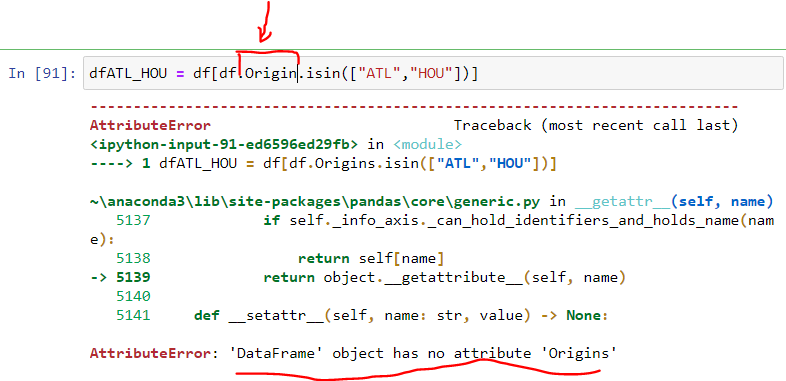 In [91]: dfATL_HOU = df[df.Origin.isin(["ATL","HOU"])]
---------------------------------------------------------------------------
AttributeError Traceback (most recent call last)
<ipython-input-91-ed6596ed29fb> in <module>
----> 1 dfATL_HOU = df[df.Origins.isin(["ATL","HOU"])]
~\anaconda3\lib\site-packages\pandas\core\generic.py in __getattr__(self, name)
5137 if self._info_axis._can_hold_identifiers_and_holds_name(nam
e):
5138 return self[name]
-> 5139 return object.__getattribute__(self, name)
5140
5141 def __setattr__(self, name: str, value) -> None:
AttributeError: 'DataFrame' object has no attribute 'Origins'